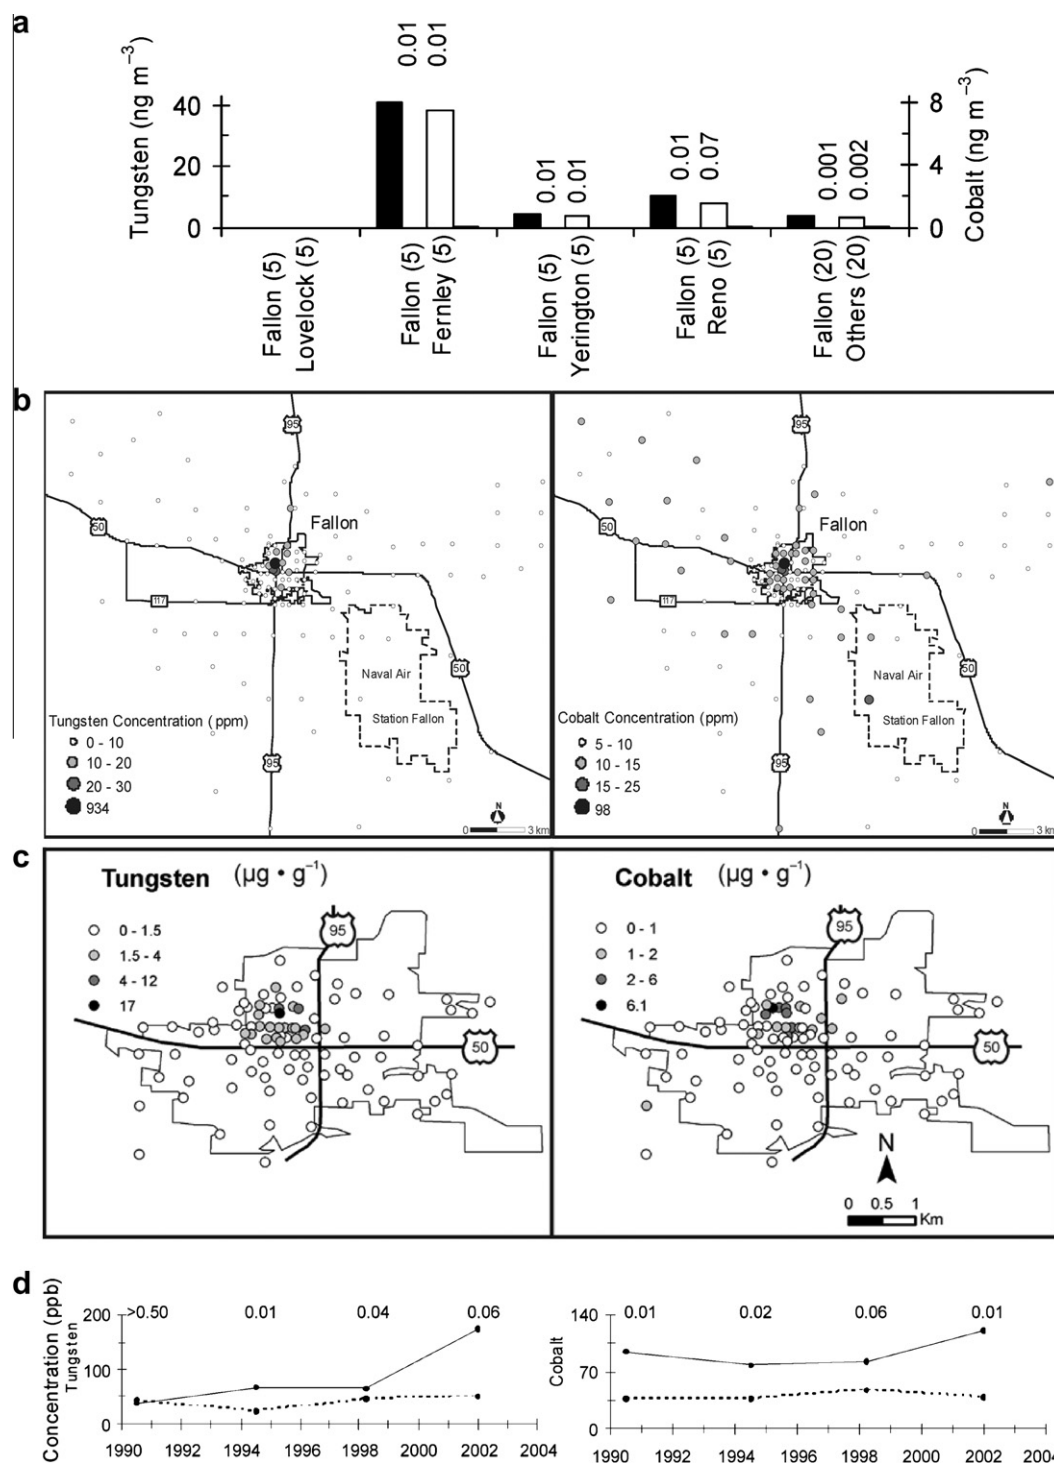 a
0.01
0.01
0.01
0.01
0.01
0.07
0.001
0.002
Tungsten (ng m⁻³)
40
20
0
8
4
0
Cobalt (ng m⁻³)
Fallon (5)
Lovelock (5)
Fallon (5)
Fernley (5)
Fallon (5)
Yerington (5)
Fallon (5)
Reno (5)
Fallon (20)
Others (20)
b
95
50
Fallon
117
Naval Air
50
Station Fallon
95
Tungsten Concentration (ppm)
0 - 10
10 - 20
20 - 30
934
N
0 3 km
95
50
Fallon
117
Naval Air
50
Station Fallon
95
Cobalt Concentration (ppm)
5 - 10
10 - 15
15 - 25
98
N
0 3 km
c
Tungsten (µg • g⁻¹)
0 - 1.5
1.5 - 4
4 - 12
17
95
50
Cobalt (µg • g⁻¹)
0 - 1
1 - 2
2 - 6
6.1
95
50
N
0 0.5 1
Km
d
Concentration (ppb)
Tungsten
200
100
50
0
>0.50 0.01 0.04 0.06
1990 1992 1994 1996 1998 2000 2002 2004
Cobalt
140
70
0
0.01 0.02 0.06 0.01
1990 1992 1994 1996 1998 2000 2002 2004